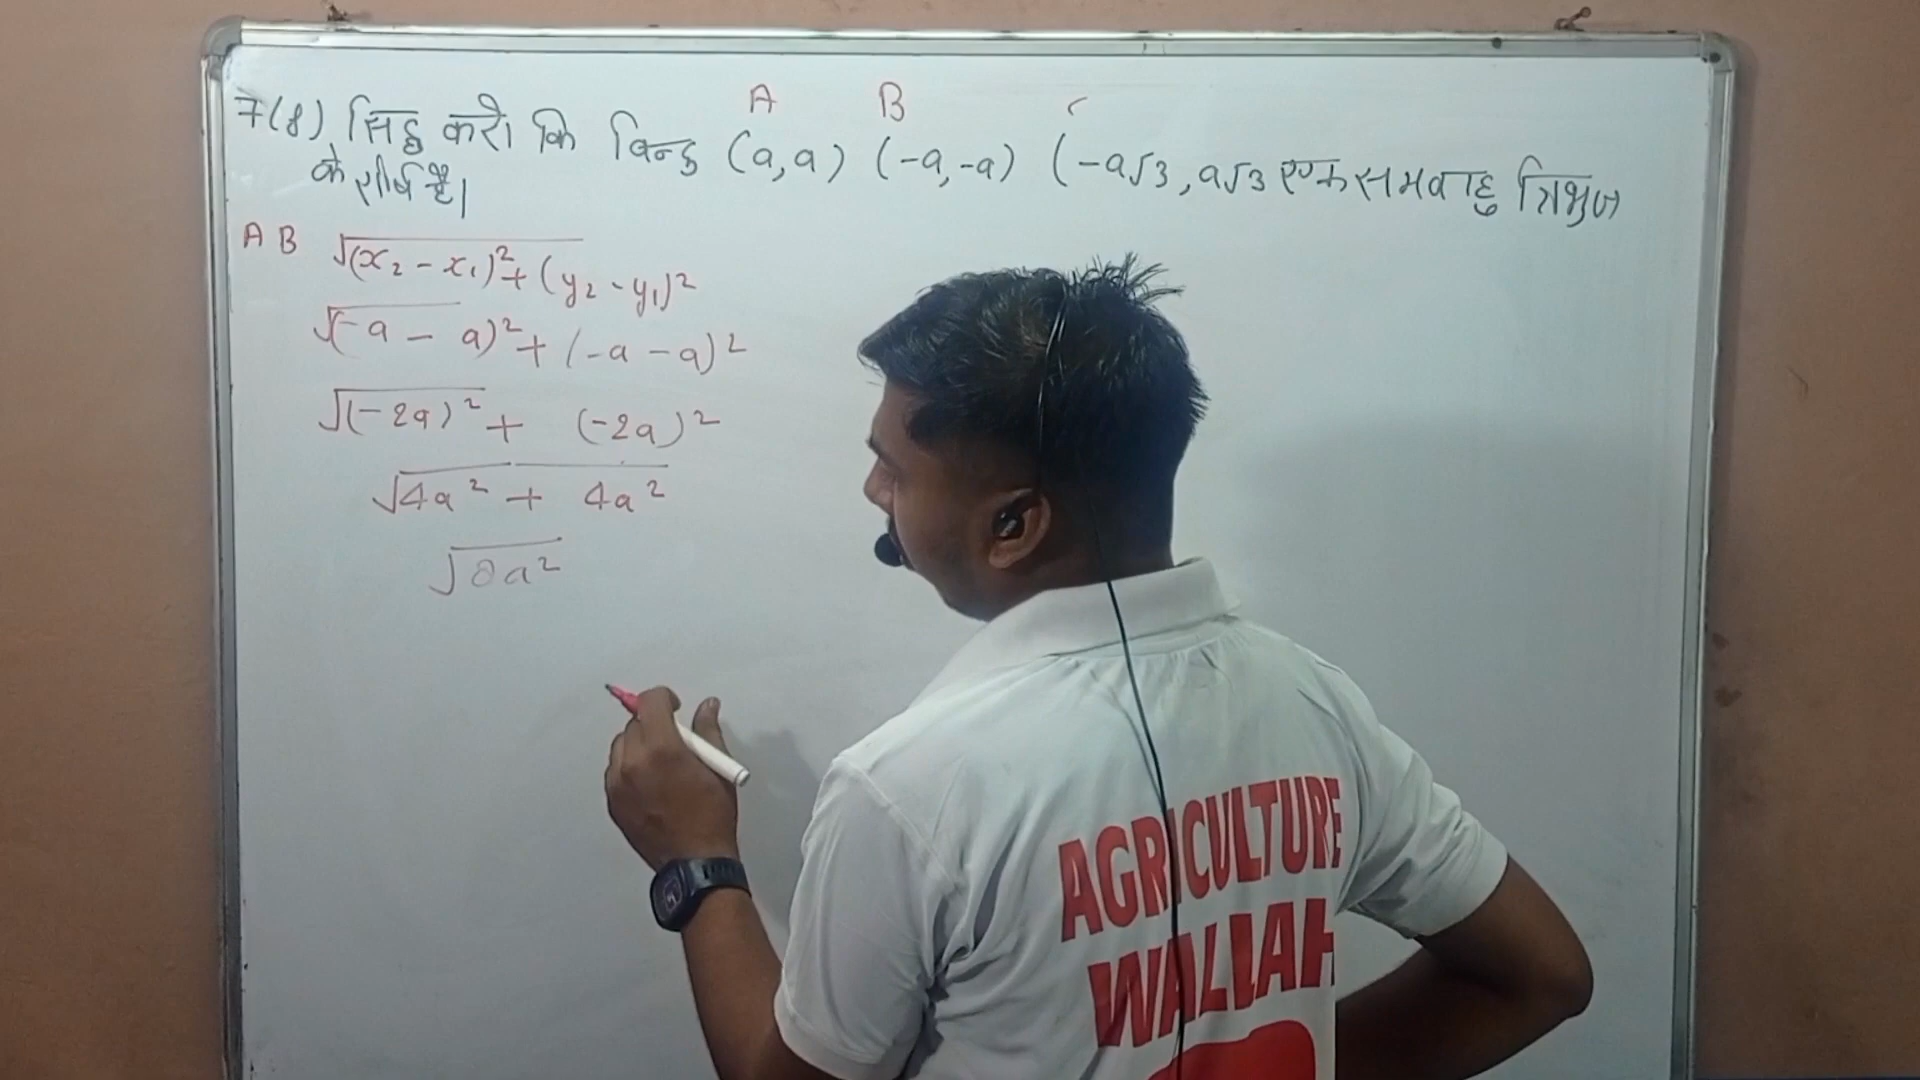 A B C
7(8) सिद्ध करो कि बिन्दु (a,a) (-a,-a) (-a√3, a√3 एक समबाहु त्रिभुज
के शीर्ष है।
AB √(x₂ - x₁)² + (y₂ - y₁)²
√(-a - a)² + (-a - a)²
√(-2a)² + (-2a)²
√4a² + 4a²
√8a²
AGRICULTURE
WALLAH